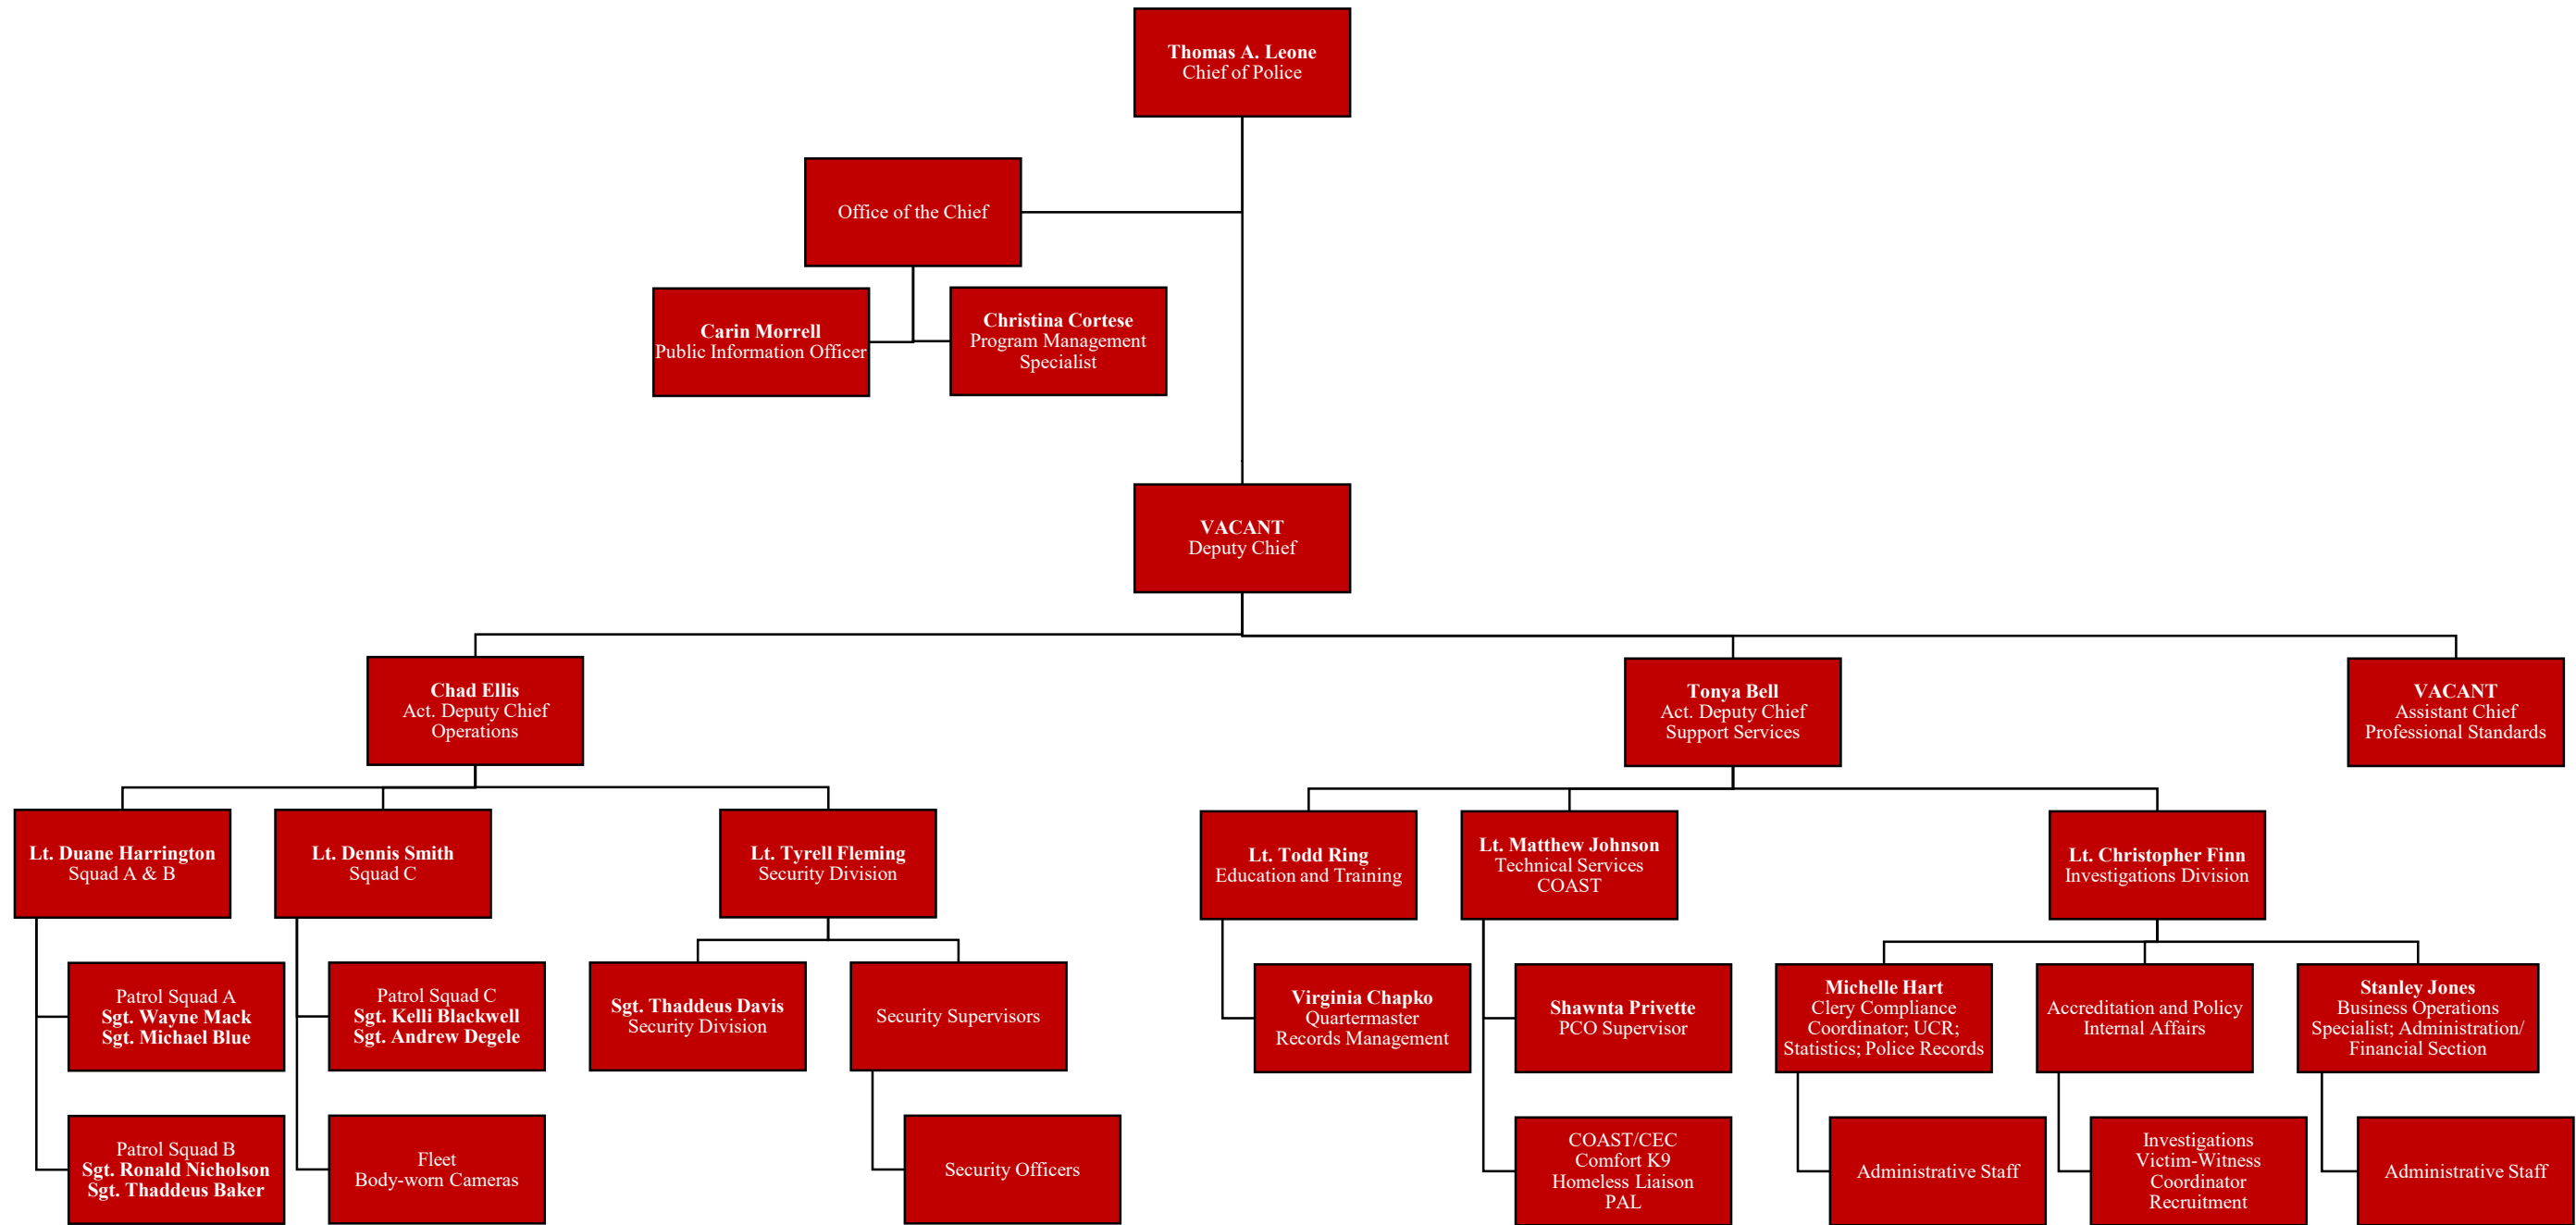 Thomas A. Leone
Chief of Police
Office of the Chief
Carin Morrell
Public Information Officer
Christina Cortese
Program Management
Specialist
VACANT
Deputy Chief
Chad Ellis
Act. Deputy Chief
Operations
Tonya Bell
Act. Deputy Chief
Support Services
VACANT
Assistant Chief
Professional Standards
Lt. Duane Harrington
Squad A & B
Lt. Dennis Smith
Squad C
Lt. Tyrell Fleming
Security Division
Lt. Todd Ring
Education and Training
Lt. Matthew Johnson
Technical Services
COAST
Lt. Christopher Finn
Investigations Division
Patrol Squad A
Sgt. Wayne Mack
Sgt. Michael Blue
Patrol Squad C
Sgt. Kelli Blackwell
Sgt. Andrew Degele
Sgt. Thaddeus Davis
Security Division
Security Supervisors
Virginia Chapko
Quartermaster
Records Management
Shawnta Privette
PCO Supervisor
Michelle Hart
Clery Compliance
Coordinator; UCR;
Statistics; Police Records
Accreditation and Policy
Internal Affairs
Stanley Jones
Business Operations
Specialist; Administration/
Financial Section
Patrol Squad B
Sgt. Ronald Nicholson
Sgt. Thaddeus Baker
Fleet
Body-worn Cameras
Security Officers
COAST/CEC
Comfort K9
Homeless Liaison
PAL
Administrative Staff
Investigations
Victim-Witness
Coordinator
Recruitment
Administrative Staff